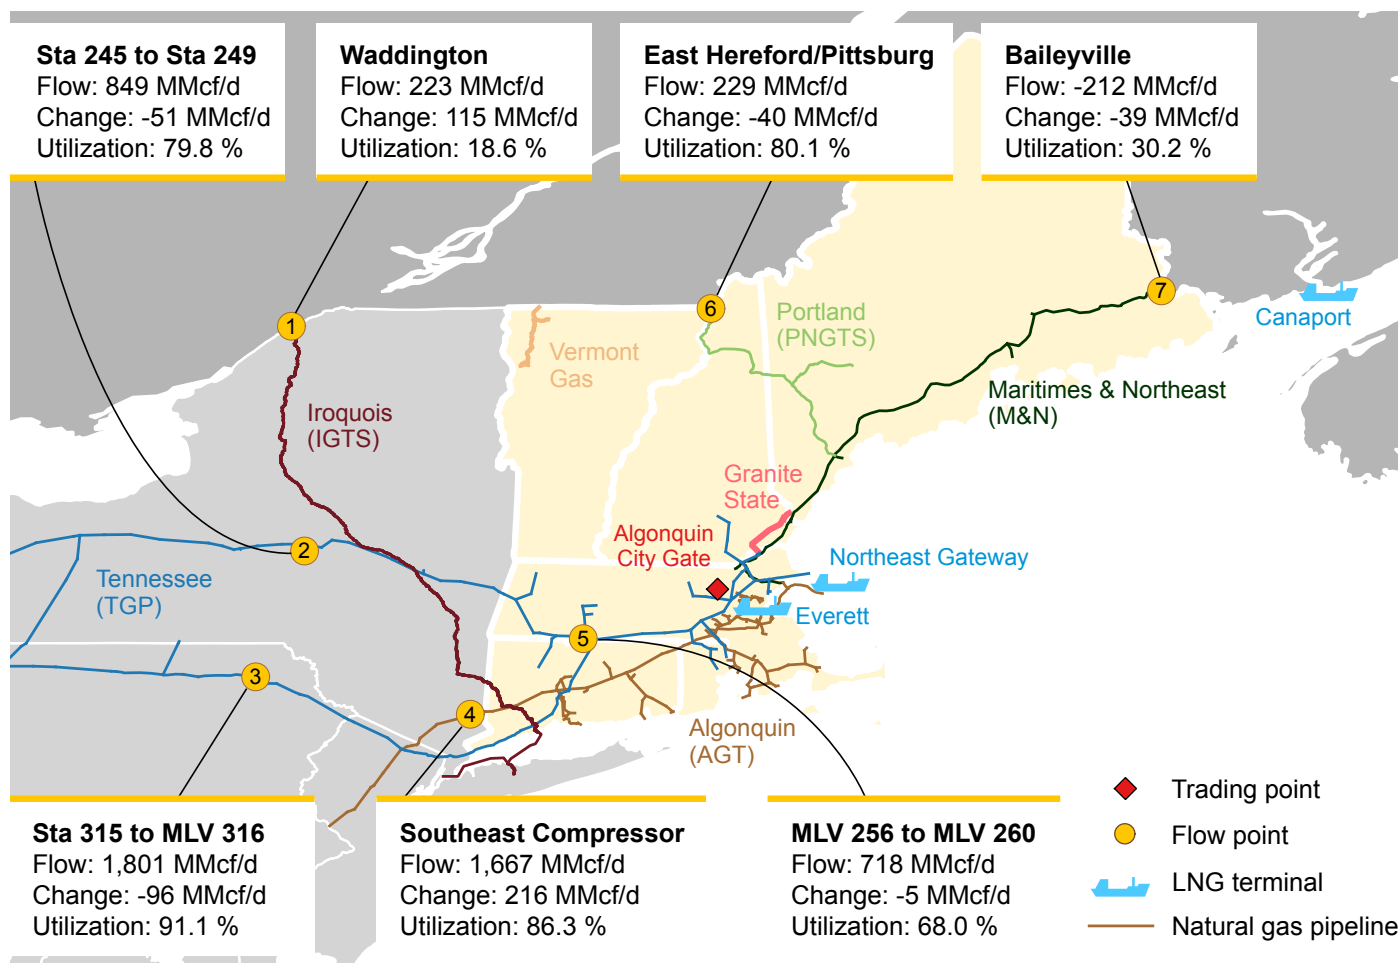 Sta 245 to Sta 249
Flow: 849 MMcf/d
Change: -51 MMcf/d
Utilization: 79.8 %
Waddington
Flow: 223 MMcf/d
Change: 115 MMcf/d
Utilization: 18.6 %
East Hereford/Pittsburg
Flow: 229 MMcf/d
Change: -40 MMcf/d
Utilization: 80.1 %
Baileyville
Flow: -212 MMcf/d
Change: -39 MMcf/d
Utilization: 30.2 %
7
6
Canaport
1
Portland
(PNGTS)
Vermont
Gas
Maritimes & Northeast
(M&N)
Iroquois
(IGTS)
Granite
State
Algonquin
City Gate
2
Northeast Gateway
Tennessee
(TGP)
Everett
5
3
4
Algonquin
(AGT)
Sta 315 to MLV 316
Flow: 1,801 MMcf/d
Change: -96 MMcf/d
Utilization: 91.1 %
Southeast Compressor
Flow: 1,667 MMcf/d
Change: 216 MMcf/d
Utilization: 86.3 %
MLV 256 to MLV 260
Flow: 718 MMcf/d
Change: -5 MMcf/d
Utilization: 68.0 %
Trading point
Flow point
LNG terminal
Natural gas pipeline